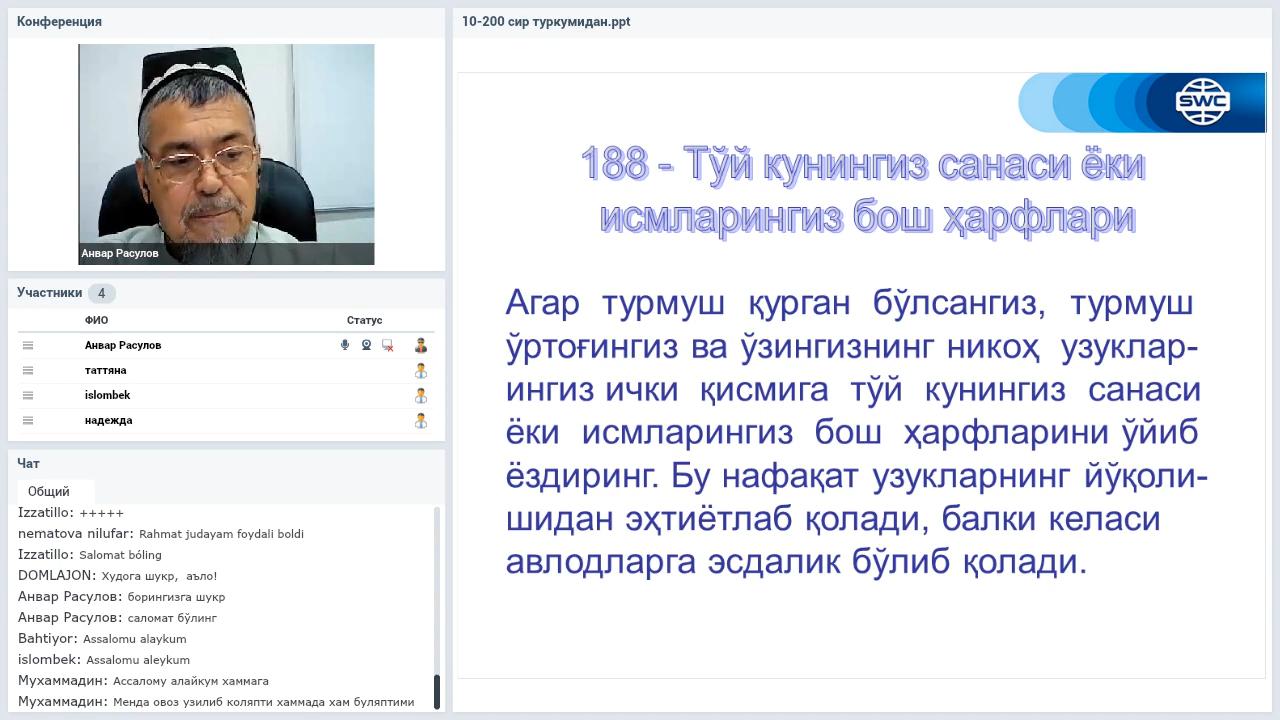 Конференция
Анвар Расулов
Участники 4
ФИО Статус
Анвар Расулов
таттяна
islombek
надежда
Чат
Общий
Izzatillo: +++++
nematova nilufar: Rahmat judayam foydali boldi
Izzatillo: Salomat bóling
DOMLAJON: Худога шукр, аъло!
Анвар Расулов: борингизга шукр
Анвар Расулов: саломат бўлинг
Bahtiyor: Assalomu alaykum
islombek: Assalomu aleykum
Мухаммадин: Ассалому алайкум хаммага
Мухаммадин: Менда овоз узилиб коляпти хаммада хам буляптими
10-200 сир туркумидан.ppt
SWC
188 - Тўй кунингиз санаси ёки
исмларингиз бош ҳарфлари
Агар турмуш қурган бўлсангиз, турмуш
ўртоғингиз ва ўзингизнинг никоҳ узуклар-
ингиз ички қисмига тўй кунингиз санаси
ёки исмларингиз бош ҳарфларини ўйиб
ёздиринг. Бу нафақат узукларнинг йўқоли-
шидан эҳтиётлаб қолади, балки келаси
авлодларга эсдалик бўлиб қолади.